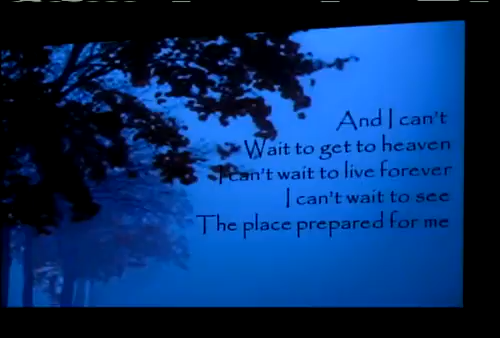 And I can't
Wait to get to heaven
I can't wait to live forever
I can't wait to see
The place prepared for me